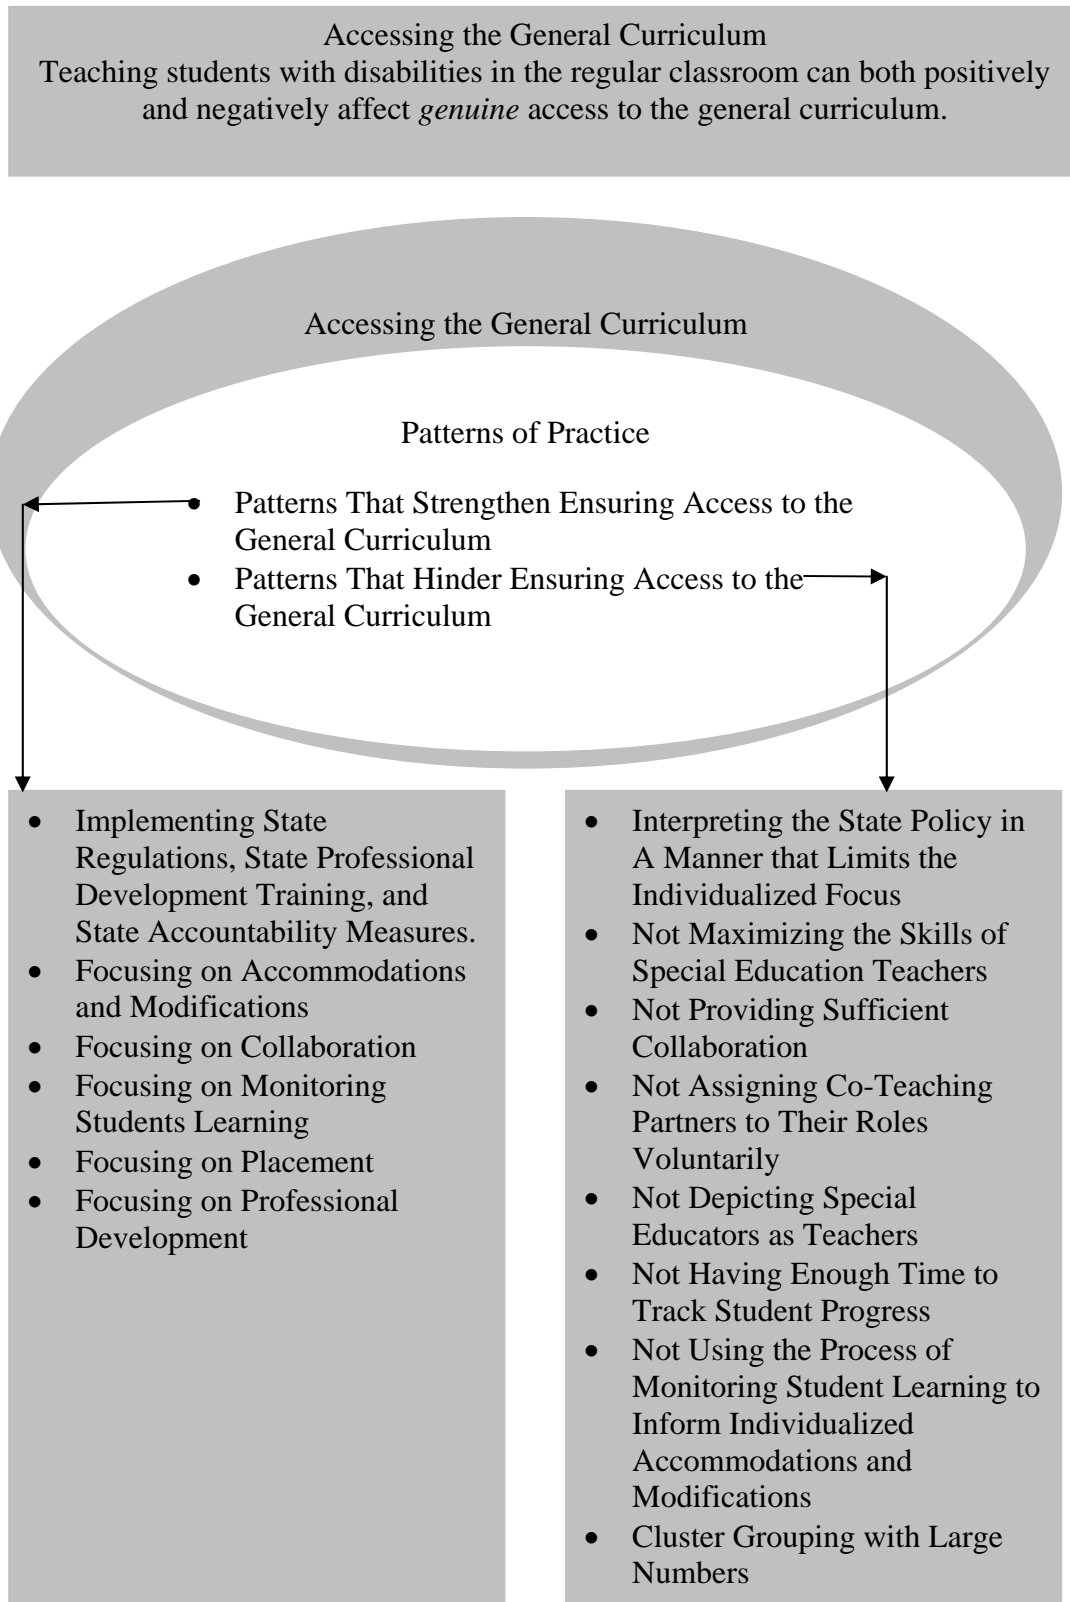 Accessing the General Curriculum
Teaching students with disabilities in the regular classroom can both positively
and negatively affect genuine access to the general curriculum.
Accessing the General Curriculum
Patterns of Practice
• Patterns That Strengthen Ensuring Access to the
General Curriculum
• Patterns That Hinder Ensuring Access to the
General Curriculum
• Implementing State
Regulations, State Professional
Development Training, and
State Accountability Measures.
• Focusing on Accommodations
and Modifications
• Focusing on Collaboration
• Focusing on Monitoring
Students Learning
• Focusing on Placement
• Focusing on Professional
Development
• Interpreting the State Policy in
A Manner that Limits the
Individualized Focus
• Not Maximizing the Skills of
Special Education Teachers
• Not Providing Sufficient
Collaboration
• Not Assigning Co-Teaching
Partners to Their Roles
Voluntarily
• Not Depicting Special
Educators as Teachers
• Not Having Enough Time to
Track Student Progress
• Not Using the Process of
Monitoring Student Learning to
Inform Individualized
Accommodations and
Modifications
• Cluster Grouping with Large
Numbers